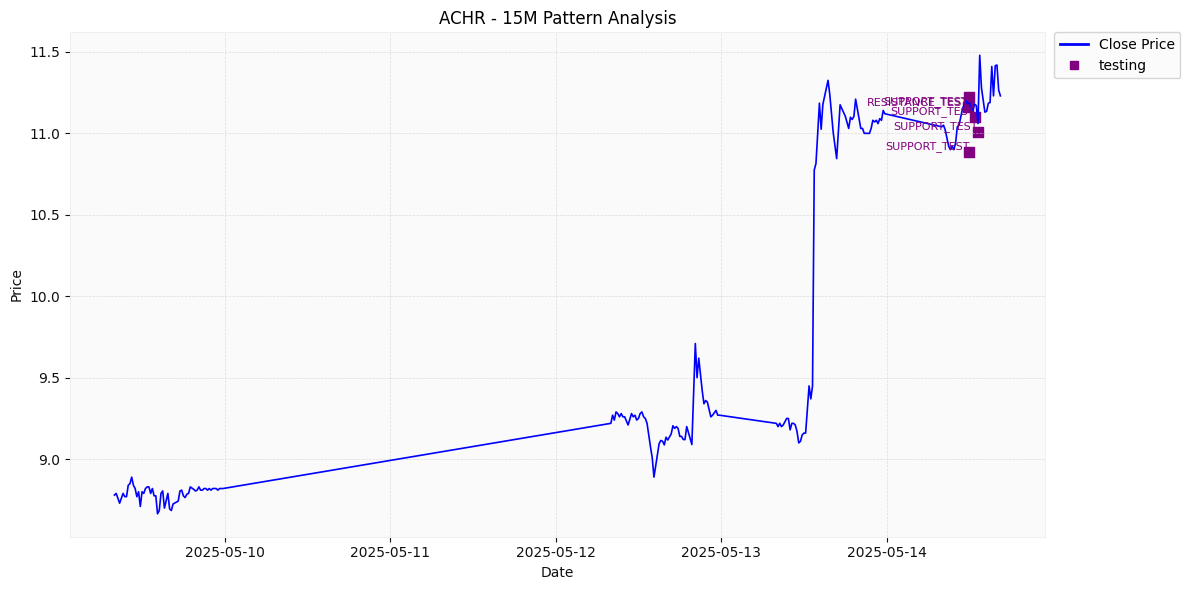 ACHR - 15M Pattern Analysis
11.5
11.0
10.5
10.0
9.5
9.0
Price
Close Price
testing
RESISTANCE_TEST
SUPPORT_TEST
SUPPORT_TEST
SUPPORT_TEST
SUPPORT_TEST
2025-05-10
2025-05-11
2025-05-12
2025-05-13
2025-05-14
Date